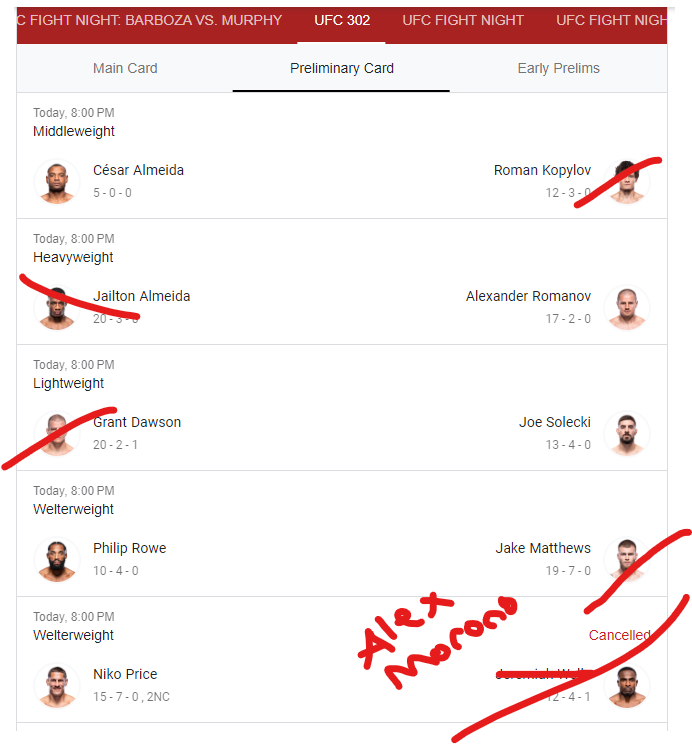 C FIGHT NIGHT: BARBOZA VS. MURPHY UFC 302 UFC FIGHT NIGHT UFC FIGHT NIGH
Main Card Preliminary Card Early Prelims
Today, 8:00 PM
Middleweight
César Almeida Roman Kopylov
5 - 0 - 0 12 - 3 - 0
Today, 8:00 PM
Heavyweight
Jailton Almeida Alexander Romanov
20 - 3 - 0 17 - 2 - 0
Today, 8:00 PM
Lightweight
Grant Dawson Joe Solecki
20 - 2 - 1 13 - 4 - 0
Today, 8:00 PM
Welterweight
Philip Rowe Jake Matthews
10 - 4 - 0 19 - 7 - 0
Today, 8:00 PM
Welterweight Cancelled
Alex
Morono
Niko Price Jeremiah
15 - 7 - 0 , 2NC 12 - 4 - 1